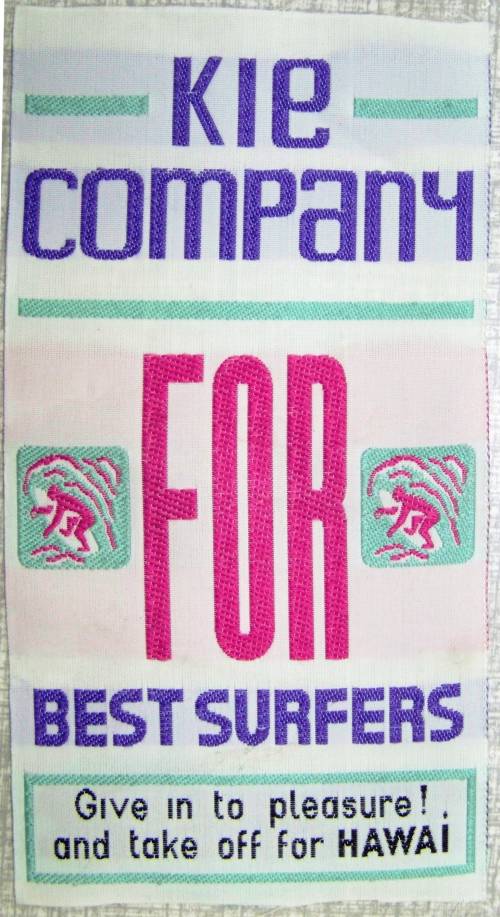 KIe
comPany
FOR
BEST SURFERS
Give in to pleasure!
and take off for HAWAI